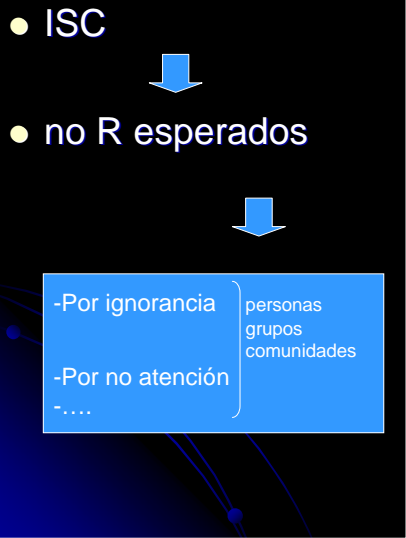 ISC
no R esperados
-Por ignorancia
personas
grupos
comunidades
-Por no atención
-....